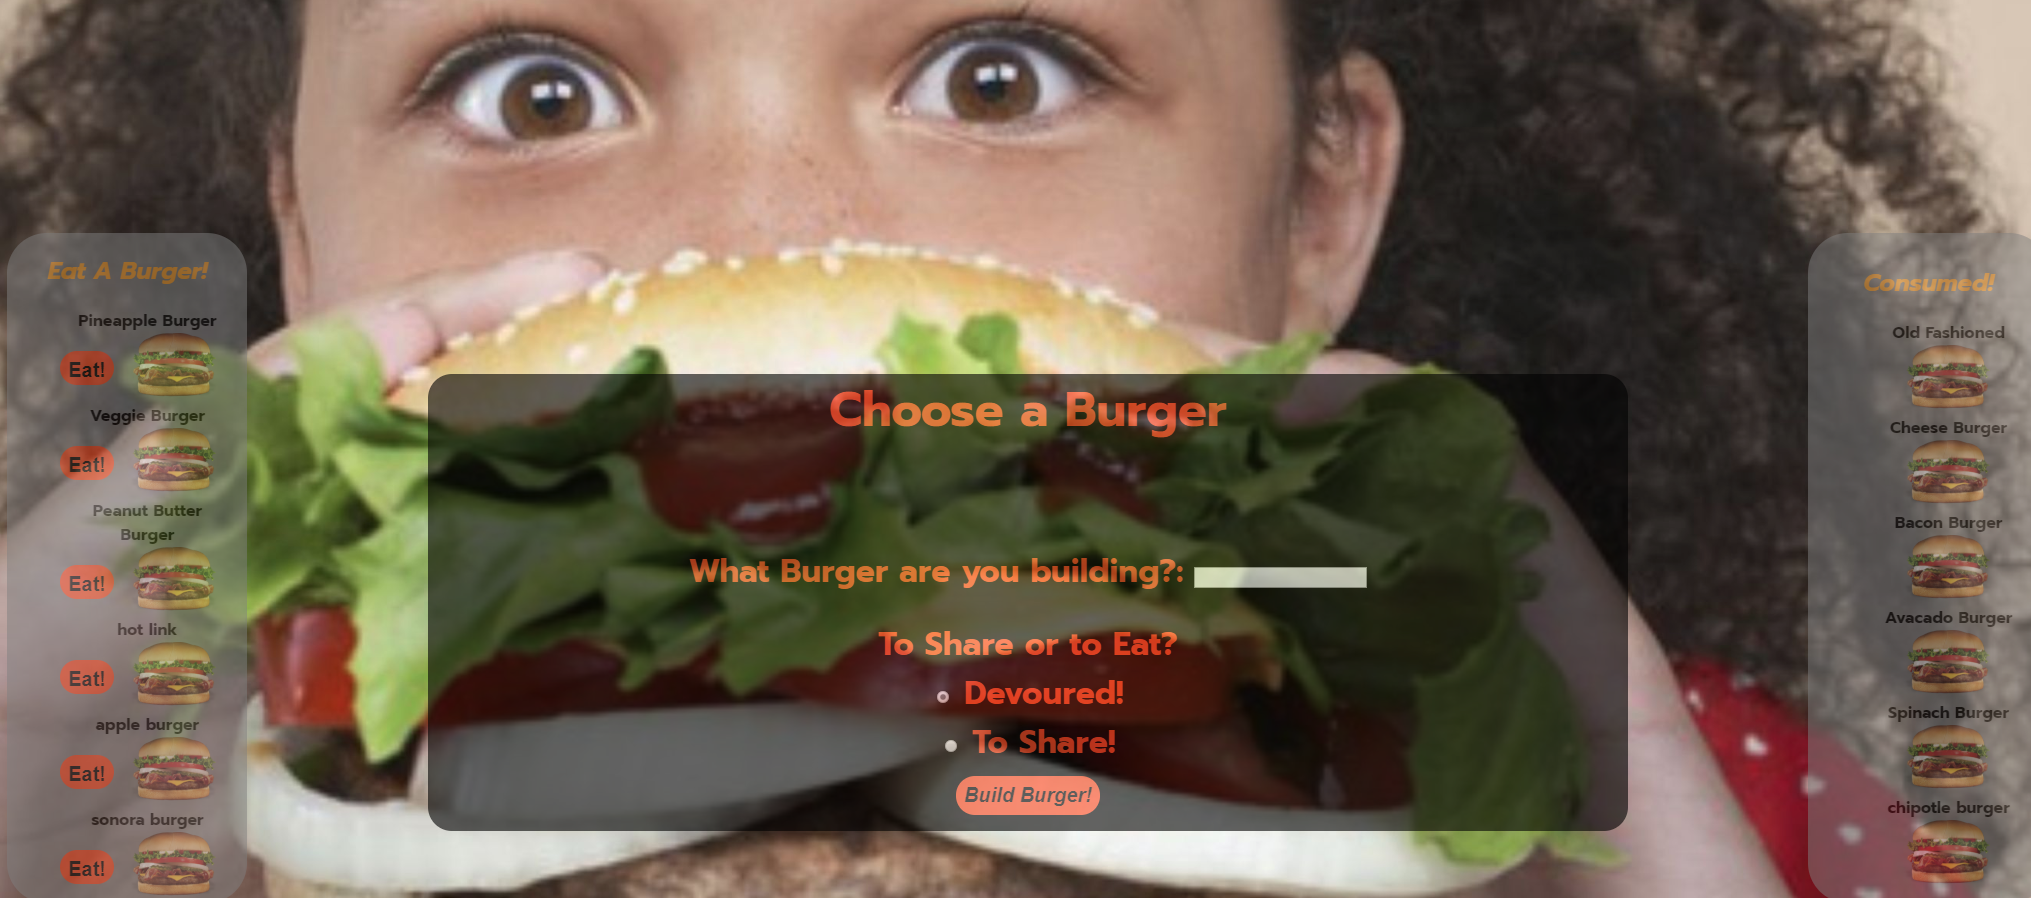 Eat A Burger!
Pineapple Burger
Eat!
Veggie Burger
Eat!
Peanut Butter
Burger
Eat!
hot link
Eat!
apple burger
Eat!
sonora burger
Eat!
Choose a Burger
What Burger are you building?:
To Share or to Eat?
Devoured!
To Share!
Build Burger!
Consumed!
Old Fashioned
Cheese Burger
Bacon Burger
Avacado Burger
Spinach Burger
chipotle burger